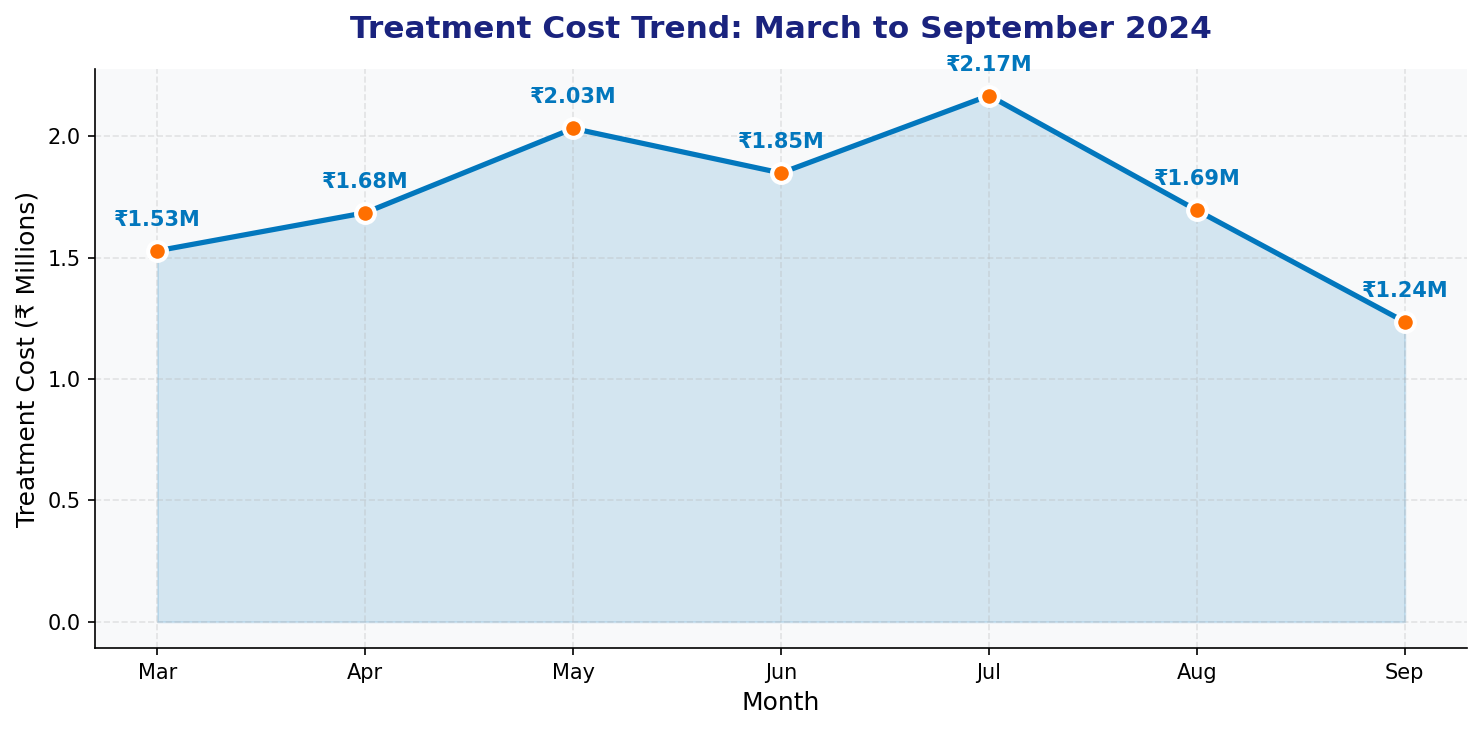 Treatment Cost Trend: March to September 2024
₹2.17M
₹2.03M
₹1.85M
₹1.69M
₹1.68M
₹1.53M
₹1.24M
Treatment Cost (₹ Millions)
2.0
1.5
1.0
0.5
0.0
Mar Apr May Jun Jul Aug Sep
Month